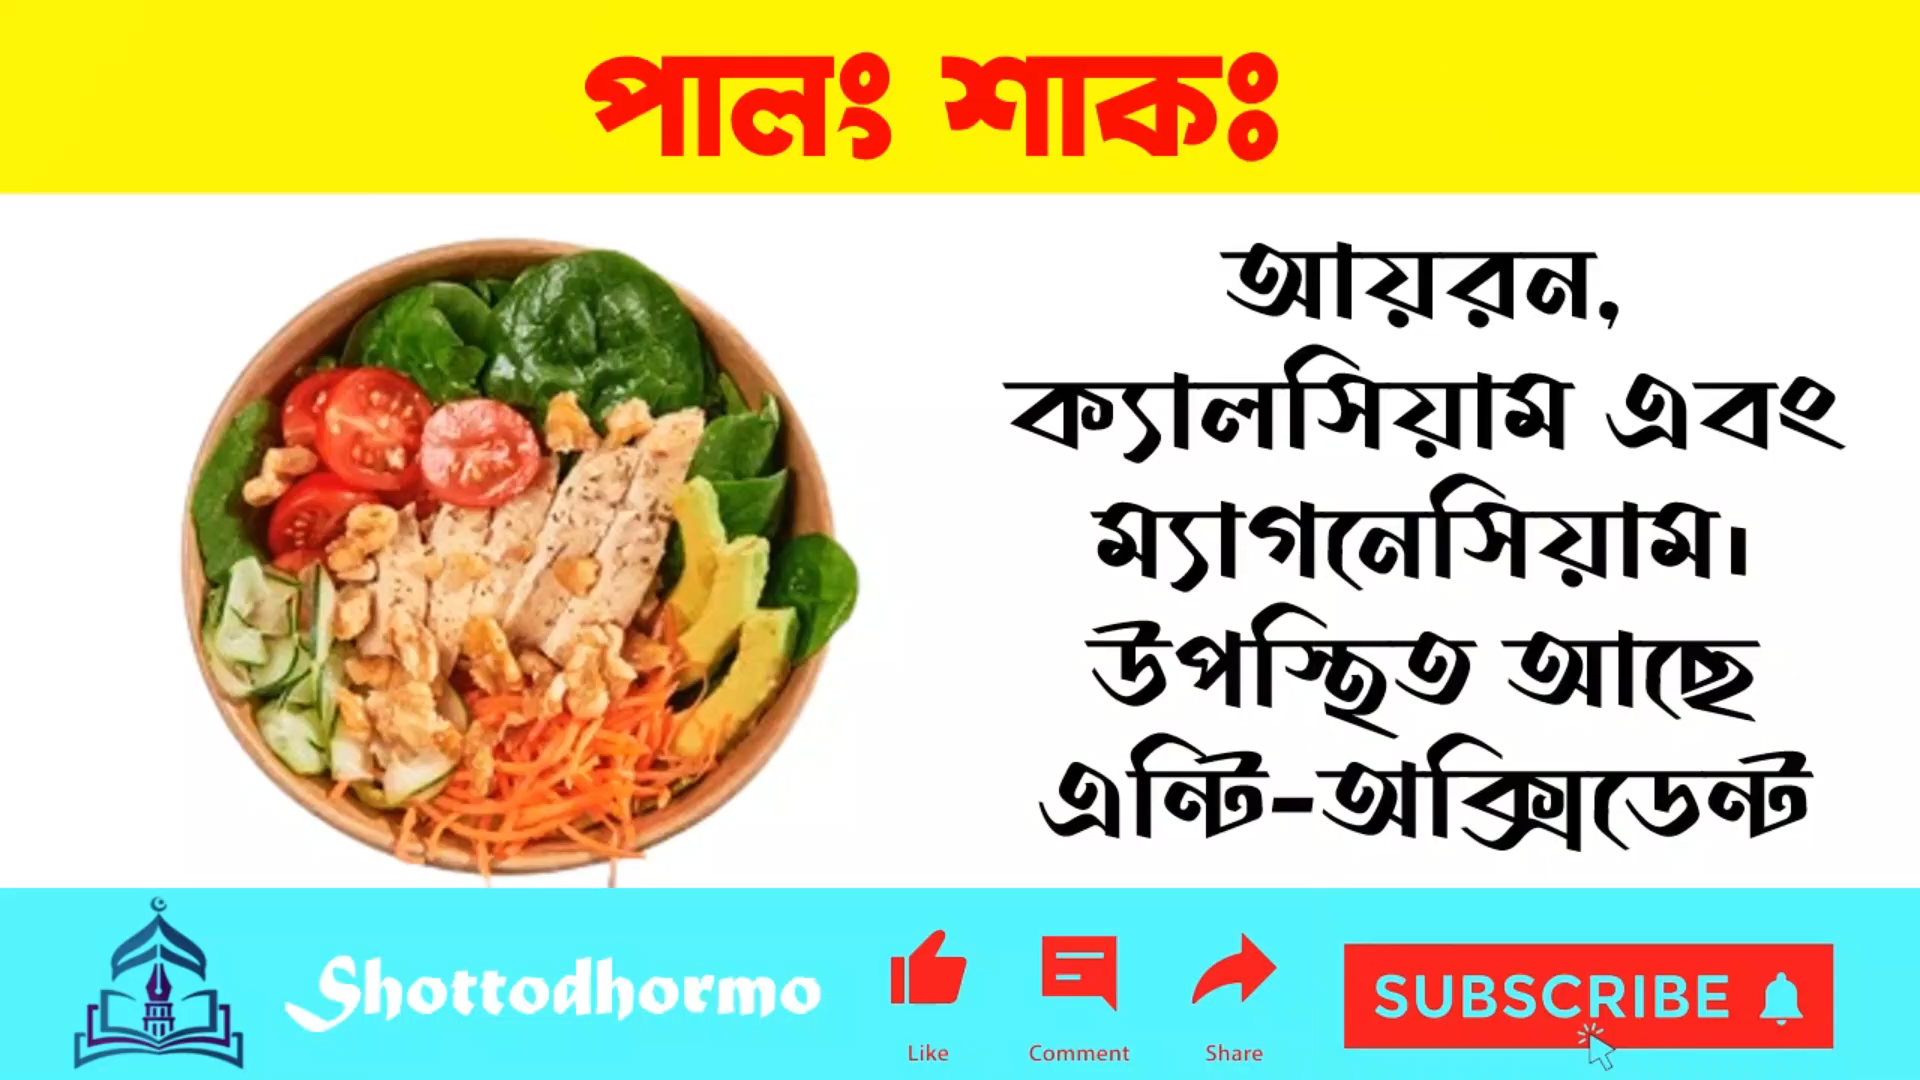 পালং শাকঃ
আয়রন,
ক্যালসিয়াম এবং
ম্যাগনেসিয়াম।
উপস্থিত আছে
এন্টি-অক্সিডেন্ট
Shottodhormo
Like Comment Share
SUBSCRIBE